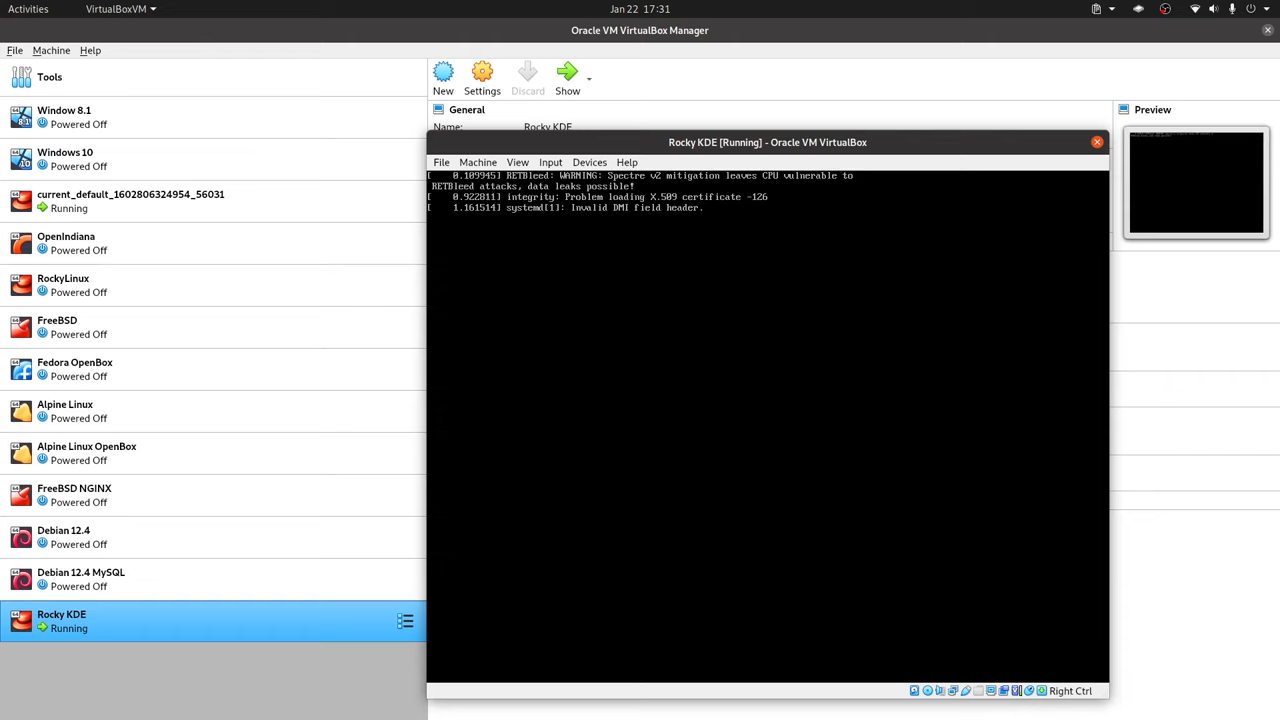 Activities
VirtualBoxVM
Jan 22 17:31
Oracle VM VirtualBox Manager
File Machine Help
Tools
New Settings Discard Show
Window 8.1
Powered Off
Windows 10
Powered Off
current_default_1602806324954_56031
Running
OpenIndiana
Powered Off
RockyLinux
Powered Off
FreeBSD
Powered Off
Fedora OpenBox
Powered Off
Alpine Linux
Powered Off
Alpine Linux OpenBox
Powered Off
FreeBSD NGINX
Powered Off
Debian 12.4
Powered Off
Debian 12.4 MySQL
Powered Off
Rocky KDE
Running
General
Name: Rocky KDE
Preview
Rocky KDE [Running] - Oracle VM VirtualBox
File Machine View Input Devices Help
[ 0.109945] RETBleed: WARNING: Spectre v2 mitigation leaves CPU vulnerable to
RETBleed attacks, data leaks possible!
[ 0.922811] integrity: Problem loading X.509 certificate -126
[ 1.161514] systemd[1]: Invalid DMI field header.
Right Ctrl